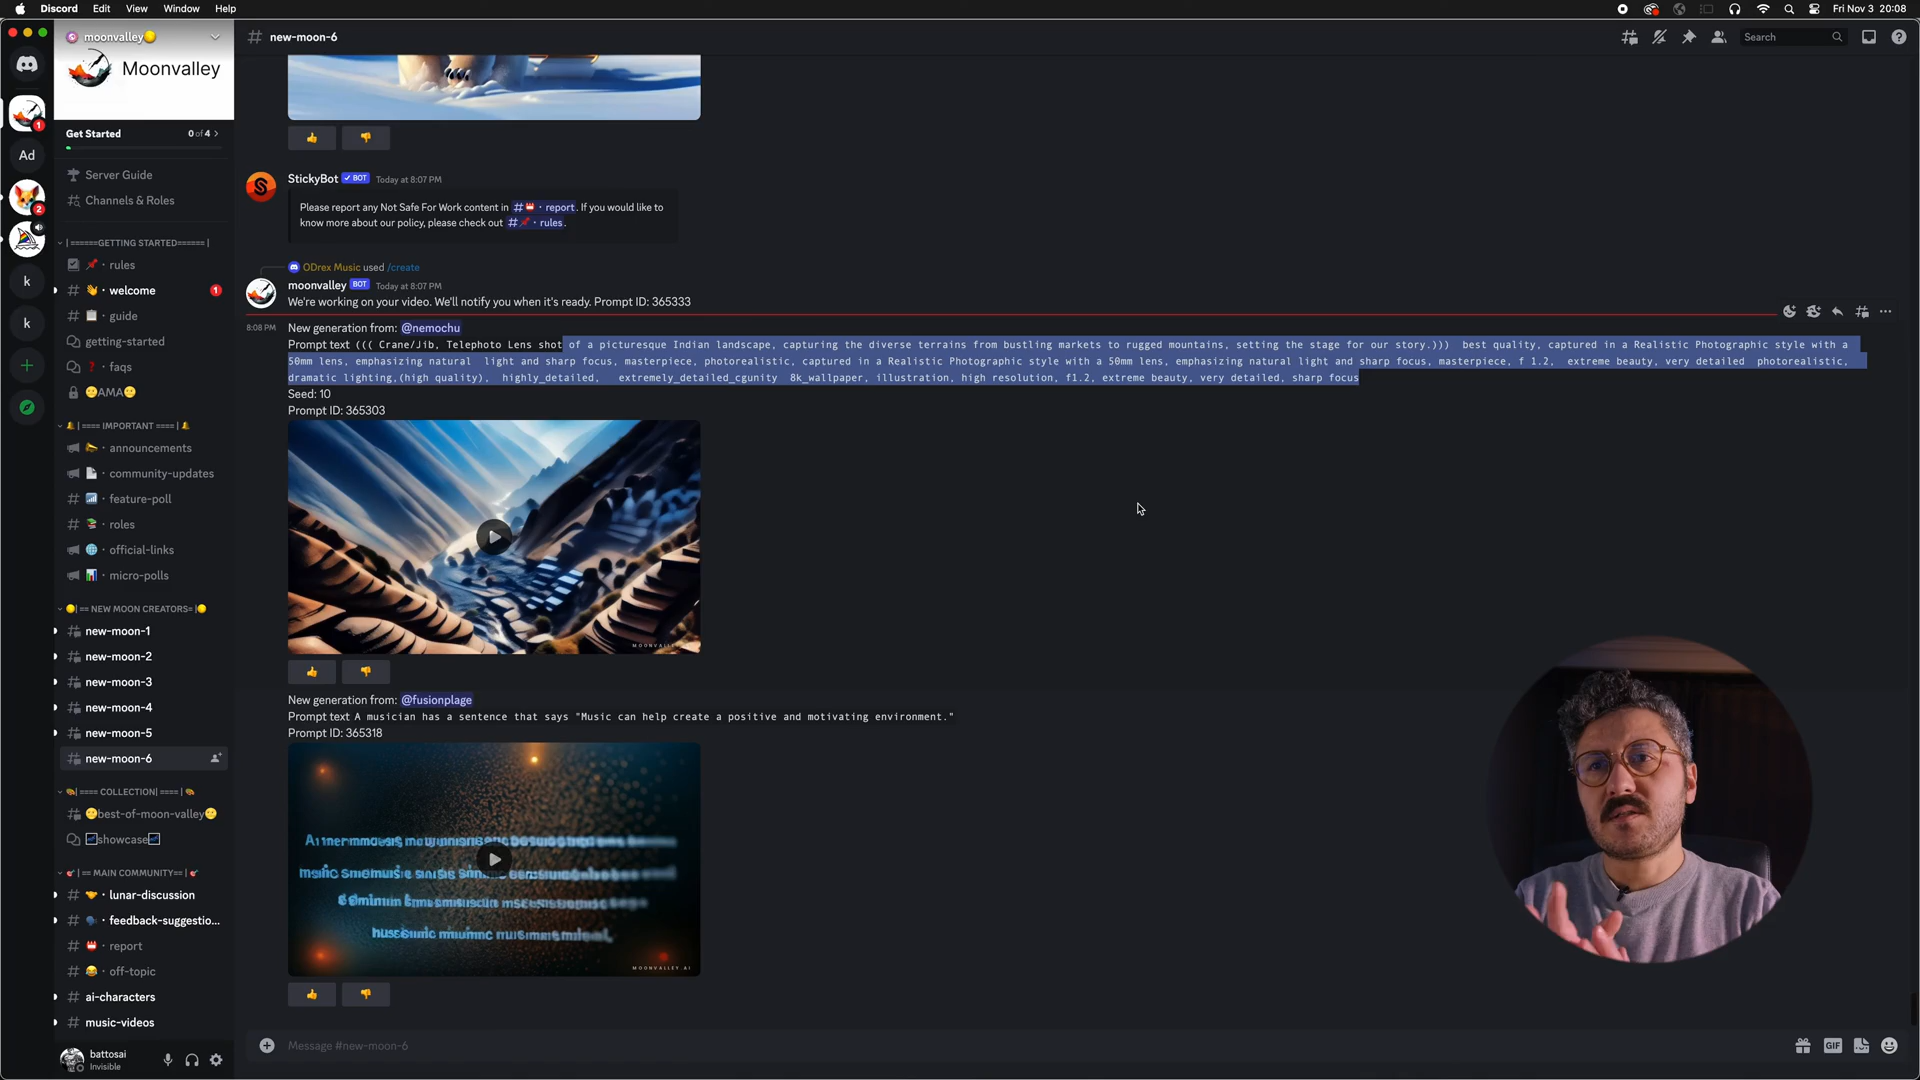 Discord Edit View Window Help Fri Nov 3 20:08
moonvalley
Moonvalley
Get Started 0 of 4 >
Ad
k
k
1
2
Server Guide
Channels & Roles
|======GETTING STARTED======|
rules
welcome 1
guide
getting-started
faqs
AMA
|==== IMPORTANT ====|
announcements
community-updates
feature-poll
roles
official-links
micro-polls
|== NEW MOON CREATORS= |
new-moon-1
new-moon-2
new-moon-3
new-moon-4
new-moon-5
new-moon-6
|==== COLLECTION| ====|
best-of-moon-valley
showcase
|== MAIN COMMUNITY== |
lunar-discussion
feedback-suggestio...
report
off-topic
ai-characters
music-videos
battosai
Invisible
# new-moon-6
Search
StickyBot ✓ BOT Today at 8:07 PM
Please report any Not Safe For Work content in # · report. If you would like to
know more about our policy, please check out # · rules.
ODrex Music used /create
moonvalley BOT Today at 8:07 PM
We're working on your video. We'll notify you when it's ready. Prompt ID: 365333
8:08 PM New generation from: @nemochu
Prompt text ((( Crane/Jib, Telephoto Lens shot of a picturesque Indian landscape, capturing the diverse terrains from bustling markets to rugged mountains, setting the stage for our story.))) best quality, captured in a Realistic Photographic style with a
50mm lens, emphasizing natural light and sharp focus, masterpiece, photorealistic, captured in a Realistic Photographic style with a 50mm lens, emphasizing natural light and sharp focus, masterpiece, f 1.2, extreme beauty, very detailed photorealistic,
dramatic lighting,(high quality), highly_detailed, extremely_detailed_cgunity 8k_wallpaper, illustration, high resolution, f1.2, extreme beauty, very detailed, sharp focus
Seed: 10
Prompt ID: 365303
MOONVALLEY.AI
New generation from: @fusionplage
Prompt text A musician has a sentence that says "Music can help create a positive and motivating environment."
Prompt ID: 365318
MOONVALLEY.AI
Message #new-moon-6
GIF